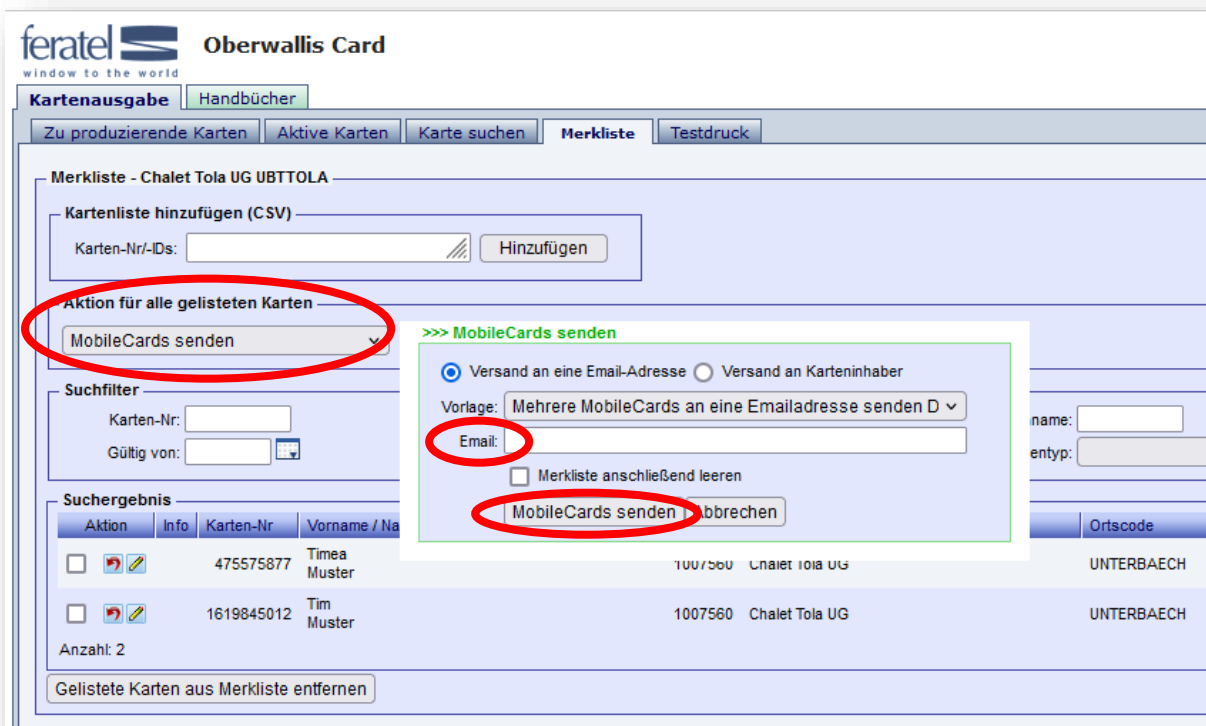 feratel
window to the world
Oberwallis Card
Kartenausgabe Handbücher
Zu produzierende Karten Aktive Karten Karte suchen Merkliste Testdruck
Merkliste - Chalet Tola UG UBTTOLA
Kartenliste hinzufügen (CSV)
Karten-Nr/-IDs: Hinzufügen
Aktion für alle gelisteten Karten
MobileCards senden
>>> MobileCards senden
Versand an eine Email-Adresse Versand an Karteninhaber
Vorlage: Mehrere MobileCards an eine Emailadresse senden D
Email:
Merkliste anschließend leeren
MobileCards senden Abbrechen
Suchfilter
Karten-Nr: name:
Gültig von: entyp:
Suchergebnis
Aktion Info Karten-Nr Vorname / Na Ortscode
475575877 Timea Muster 1007560 Chalet Tola UG UNTERBAECH
1619845012 Tim Muster 1007560 Chalet Tola UG UNTERBAECH
Anzahl: 2
Gelistete Karten aus Merkliste entfernen